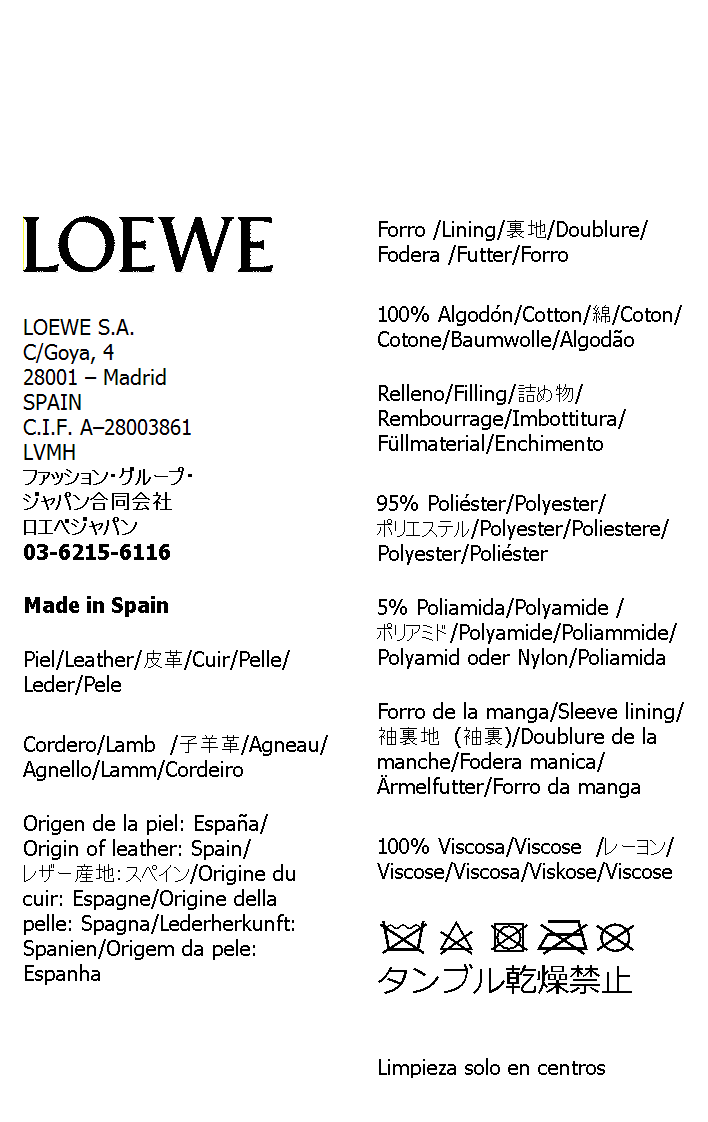 LOEWE
LOEWE S.A.
C/Goya, 4
28001 – Madrid
SPAIN
C.I.F. A–28003861
LVMH
ファッション・グループ・
ジャパン合同会社
ロエベジャパン
03-6215-6116
Made in Spain
Piel/Leather/皮革/Cuir/Pelle/
Leder/Pele
Cordero/Lamb /子羊革/Agneau/
Agnello/Lamm/Cordeiro
Origen de la piel: España/
Origin of leather: Spain/
レザー産地：スペイン/Origine du
cuir: Espagne/Origine della
pelle: Spagna/Lederherkunft:
Spanien/Origem da pele:
Espanha
Forro /Lining/裏地/Doublure/
Fodera /Futter/Forro
100% Algodón/Cotton/綿/Coton/
Cotone/Baumwolle/Algodão
Relleno/Filling/詰め物/
Rembourrage/Imbottitura/
Füllmaterial/Enchimento
95% Poliéster/Polyester/
ポリエステル/Polyester/Poliestere/
Polyester/Poliéster
5% Poliamida/Polyamide /
ポリアミド/Polyamide/Poliammide/
Polyamid oder Nylon/Poliamida
Forro de la manga/Sleeve lining/
袖裏地 (袖裏)/Doublure de la
manche/Fodera manica/
Ärmelfutter/Forro da manga
100% Viscosa/Viscose /レーヨン/
Viscose/Viscosa/Viskose/Viscose
タンブル乾燥禁止
Limpieza solo en centros